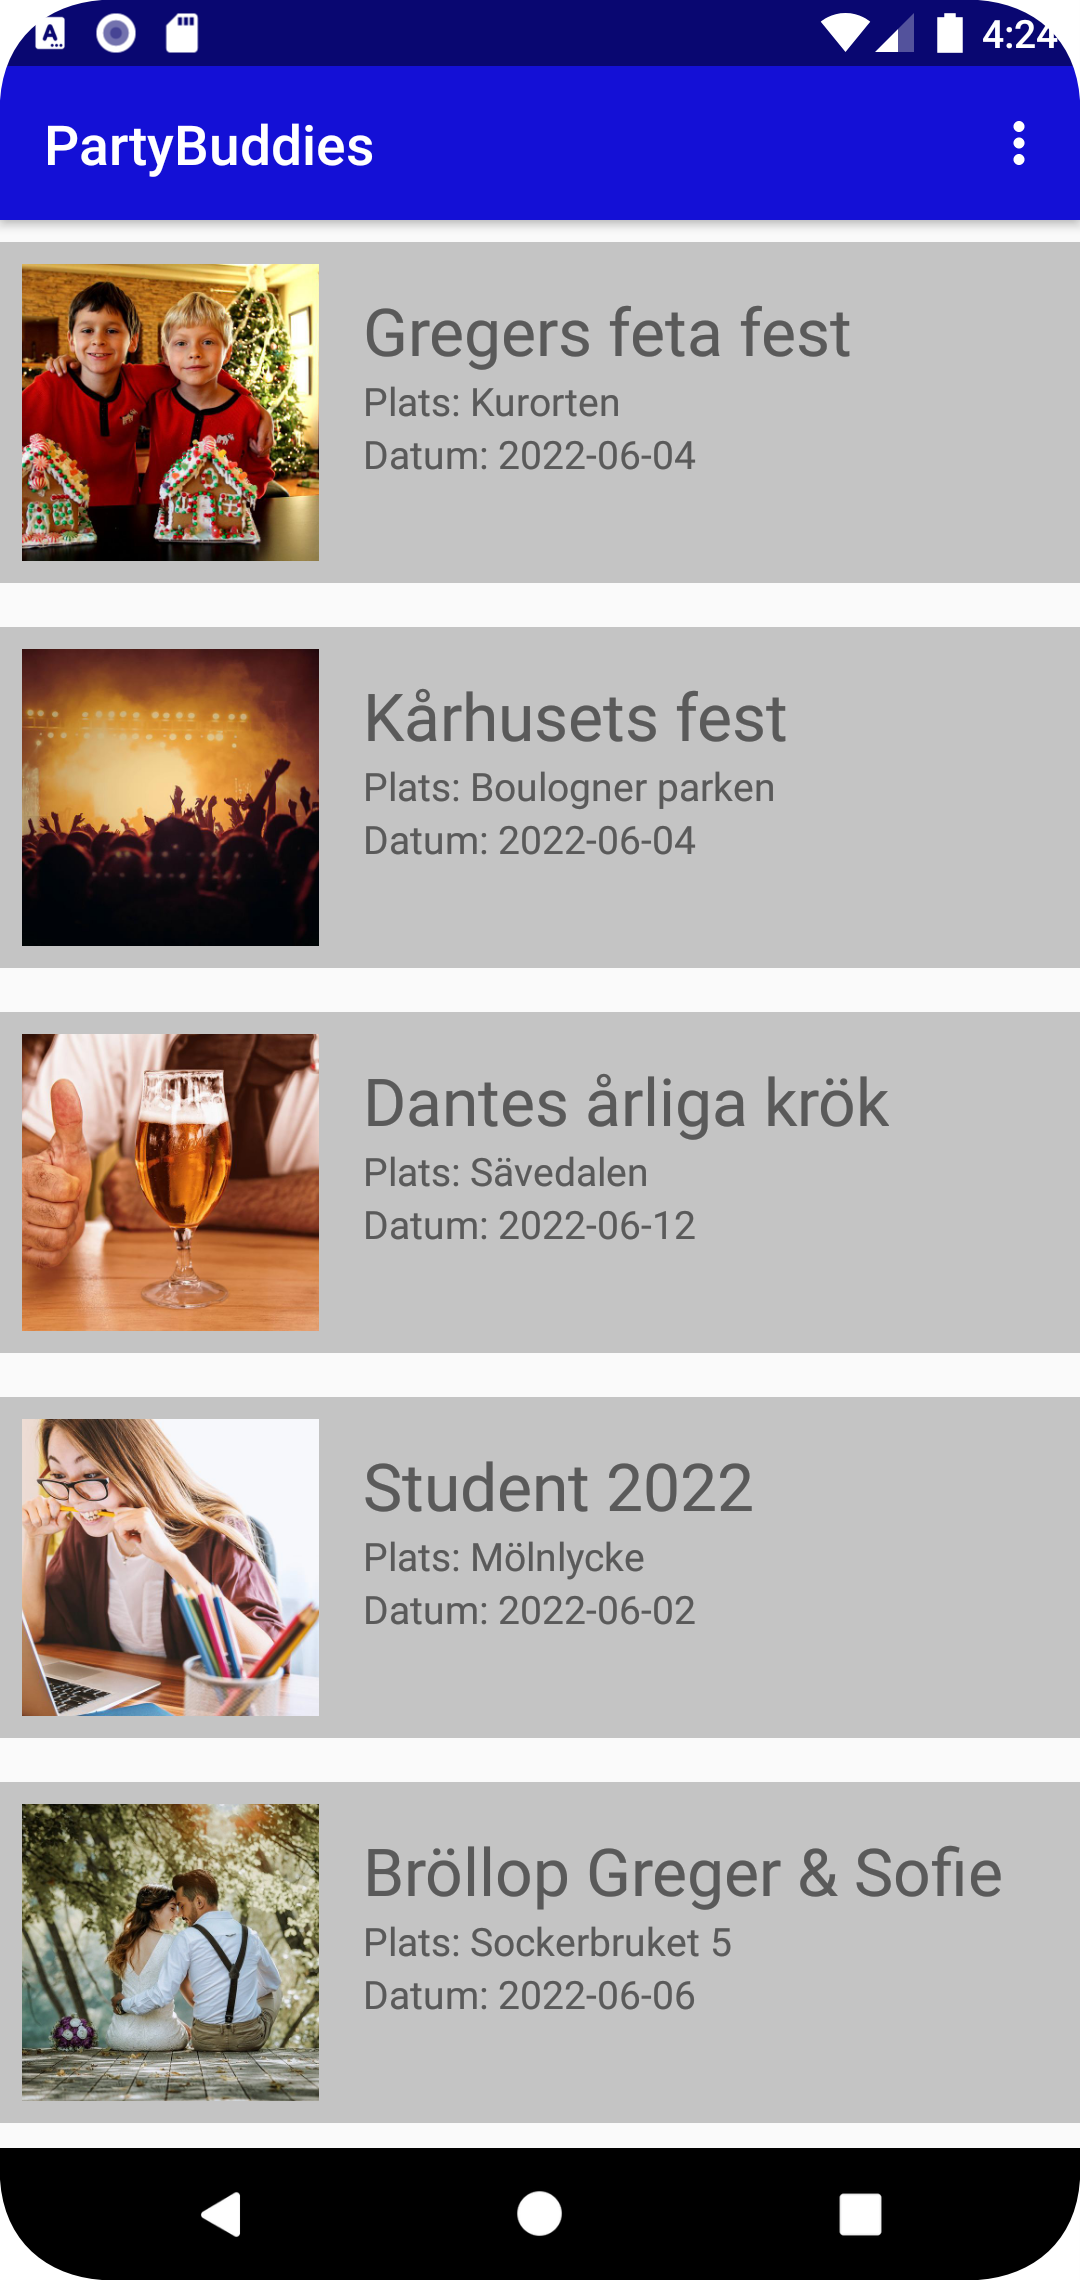 4:24
PartyBuddies
Gregers feta fest
Plats: Kurorten
Datum: 2022-06-04
Kårhusets fest
Plats: Boulogner parken
Datum: 2022-06-04
Dantes årliga krök
Plats: Sävedalen
Datum: 2022-06-12
Student 2022
Plats: Mölnlycke
Datum: 2022-06-02
Bröllop Greger & Sofie
Plats: Sockerbruket 5
Datum: 2022-06-06